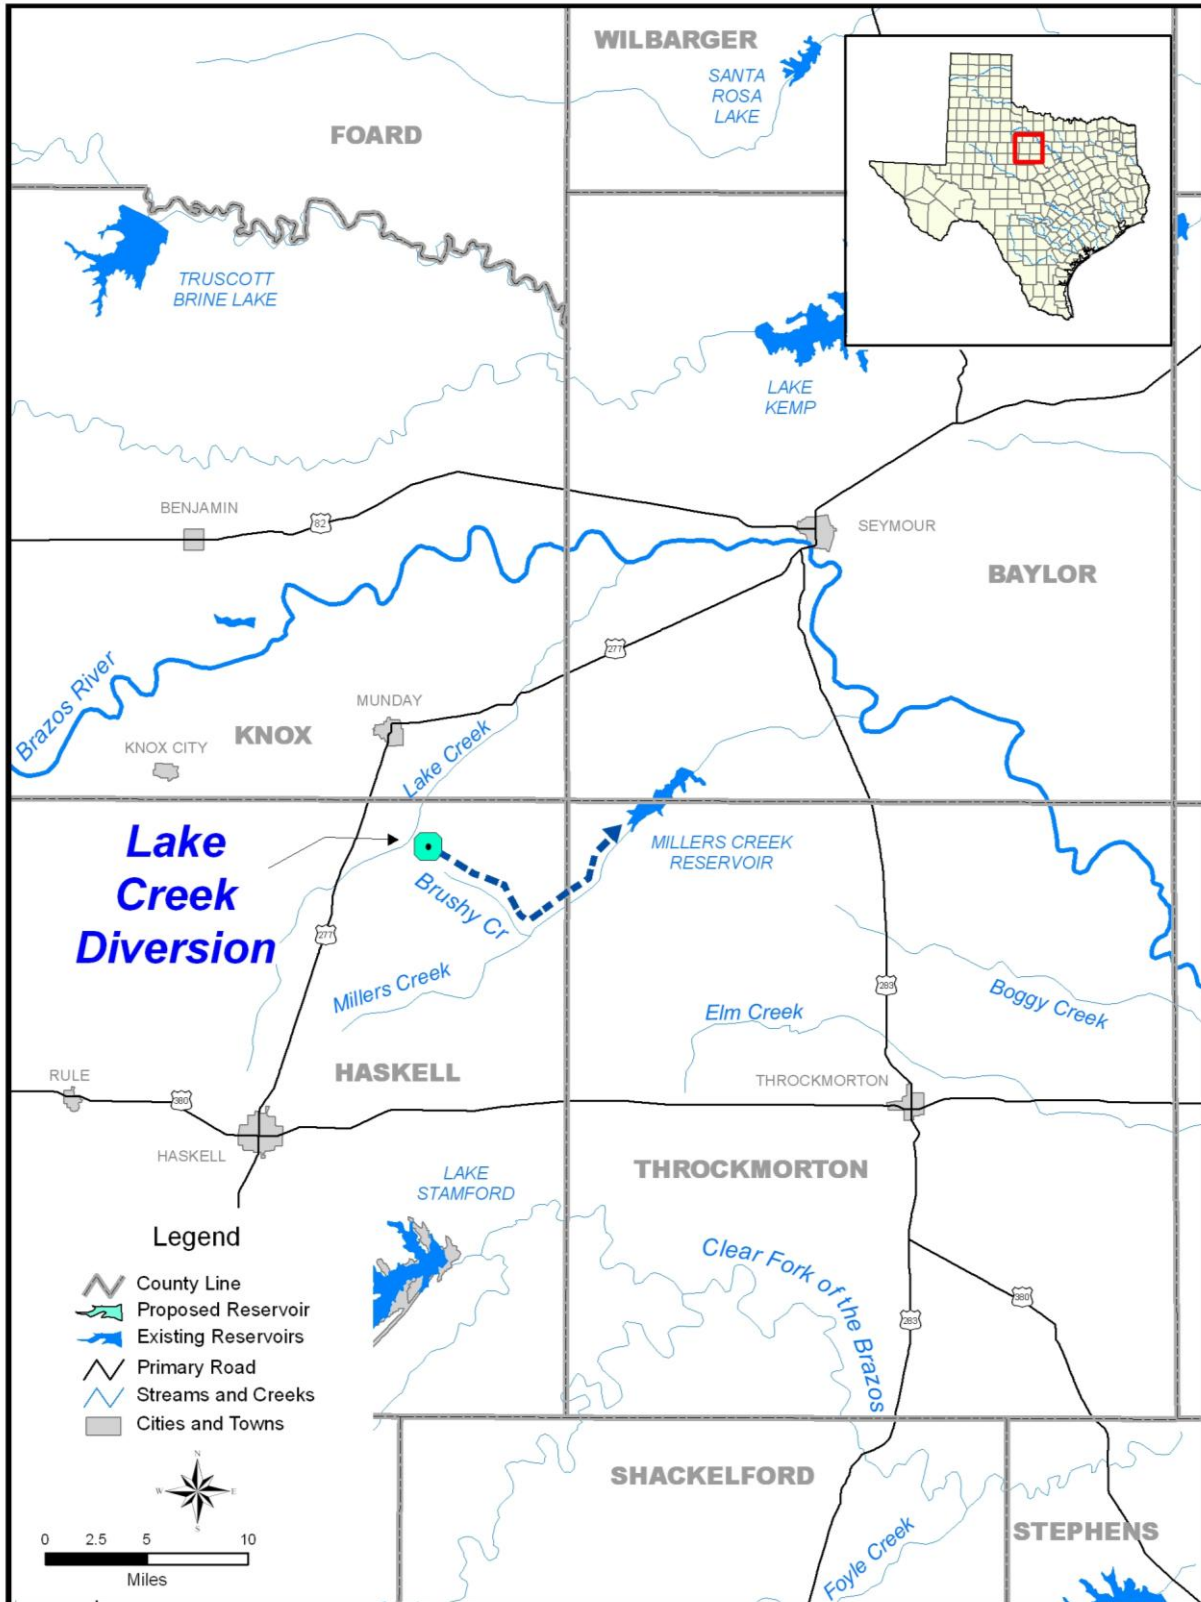 WILBARGER
SANTA
ROSA
LAKE
FOARD
TRUSCOTT
BRINE LAKE
LAKE
KEMP
BENJAMIN
82
SEYMOUR
BAYLOR
277
Brazos River
MUNDAY
KNOX
KNOX CITY
Lake Creek
Lake
Creek
Diversion
MILLERS CREEK
RESERVOIR
Brushy Cr
277
Millers Creek
283
Boggy Creek
Elm Creek
RULE
HASKELL
THROCKMORTON
380
HASKELL
THROCKMORTON
LAKE
STAMFORD
Clear Fork of the Brazos
380
283
Legend
County Line
Proposed Reservoir
Existing Reservoirs
Primary Road
Streams and Creeks
Cities and Towns
N
W E
S
SHACKELFORD
STEPHENS
Foyle Creek
0 2.5 5 10
Miles